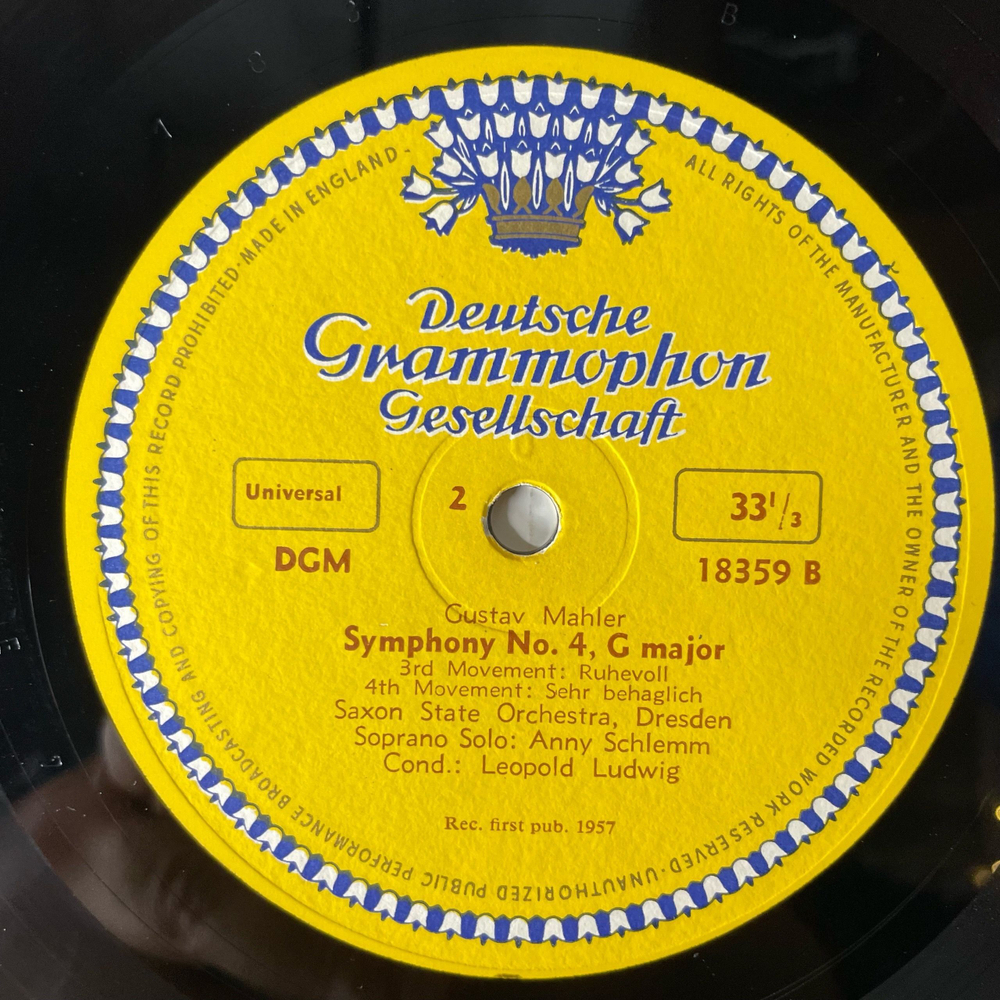 Deutsche
Grammophon
Gesellschaft
Universal
2
33 1/3
DGM
18359 B
Gustav Mahler
Symphony No. 4, G major
3rd Movement: Ruhevoll
4th Movement: Sehr behaglich
Saxon State Orchestra, Dresden
Soprano Solo: Anny Schlemm
Cond.: Leopold Ludwig
Rec. first pub. 1957
ALL RIGHTS OF THE MANUFACTURER AND THE OWNER OF THE RECORDED WORK RESERVED · UNAUTHORIZED PUBLIC PERFORMANCE BROADCASTING AND COPYING OF THIS RECORD PROHIBITED · MADE IN ENGLAND -